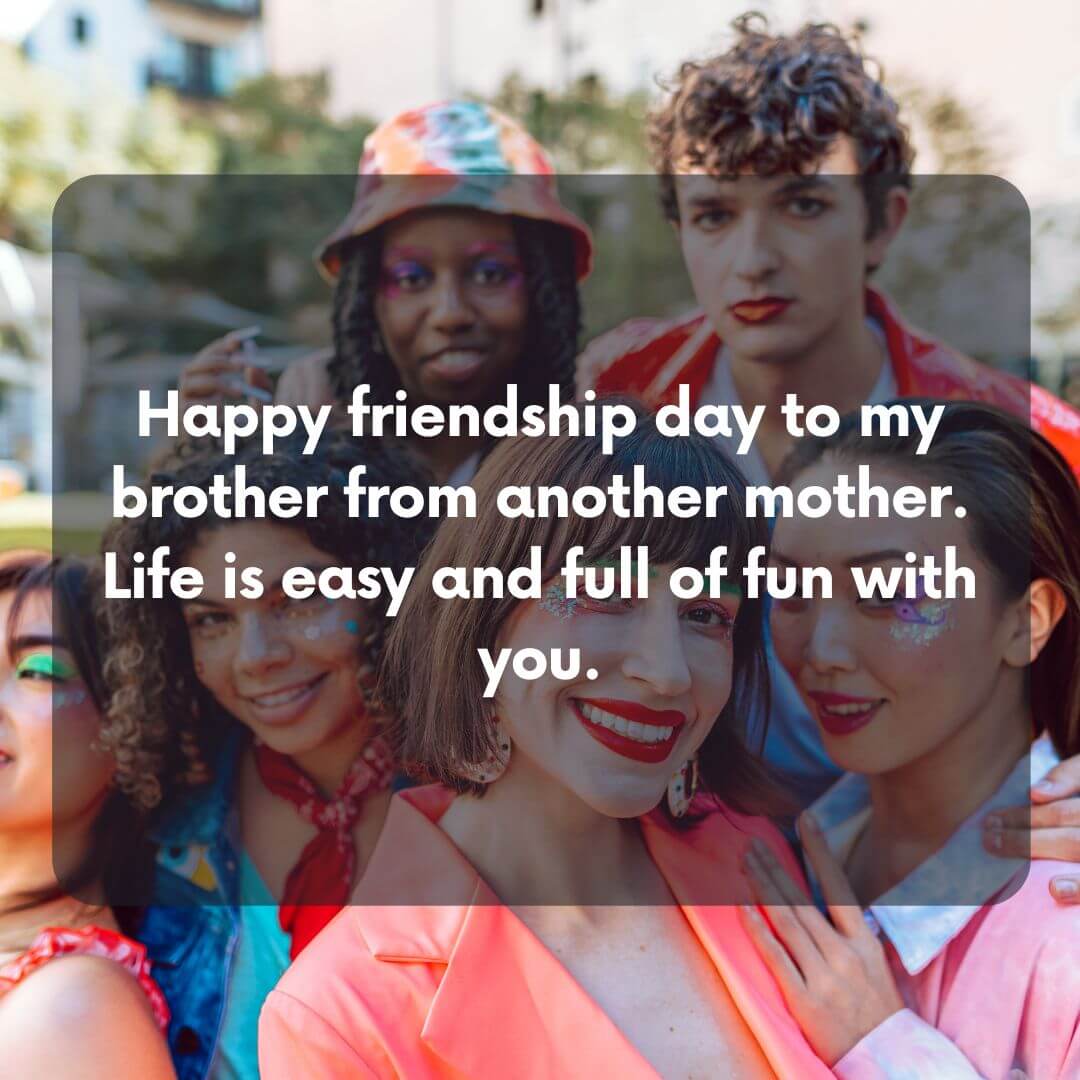 Happy friendship day to my
brother from another mother.
Life is easy and full of fun with
you.